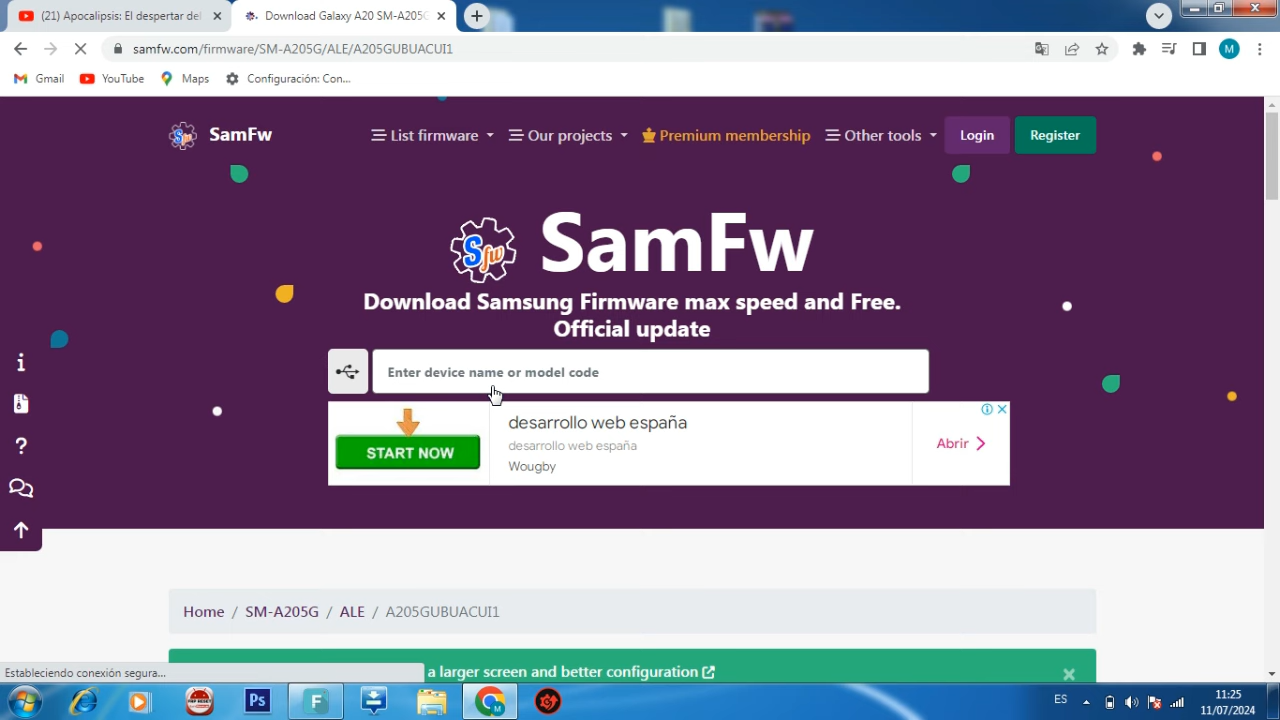 (21) Apocalipsis: El despertar del
Download Galaxy A20 SM-A205G
samfw.com/firmware/SM-A205G/ALE/A205GUBUACUI1
M
Gmail
YouTube
Maps
Configuración: Con...
SamFw
List firmware
Our projects
Premium membership
Other tools
Login
Register
Sfw
SamFw
Download Samsung Firmware max speed and Free.
Official update
Enter device name or model code
START NOW
desarrollo web españa
desarrollo web españa
Wougby
Abrir
Home / SM-A205G / ALE / A205GUBUACUI1
a larger screen and better configuration
Estableciendo conexión segura...
Ps
F
M
ES
11:25
11/07/2024